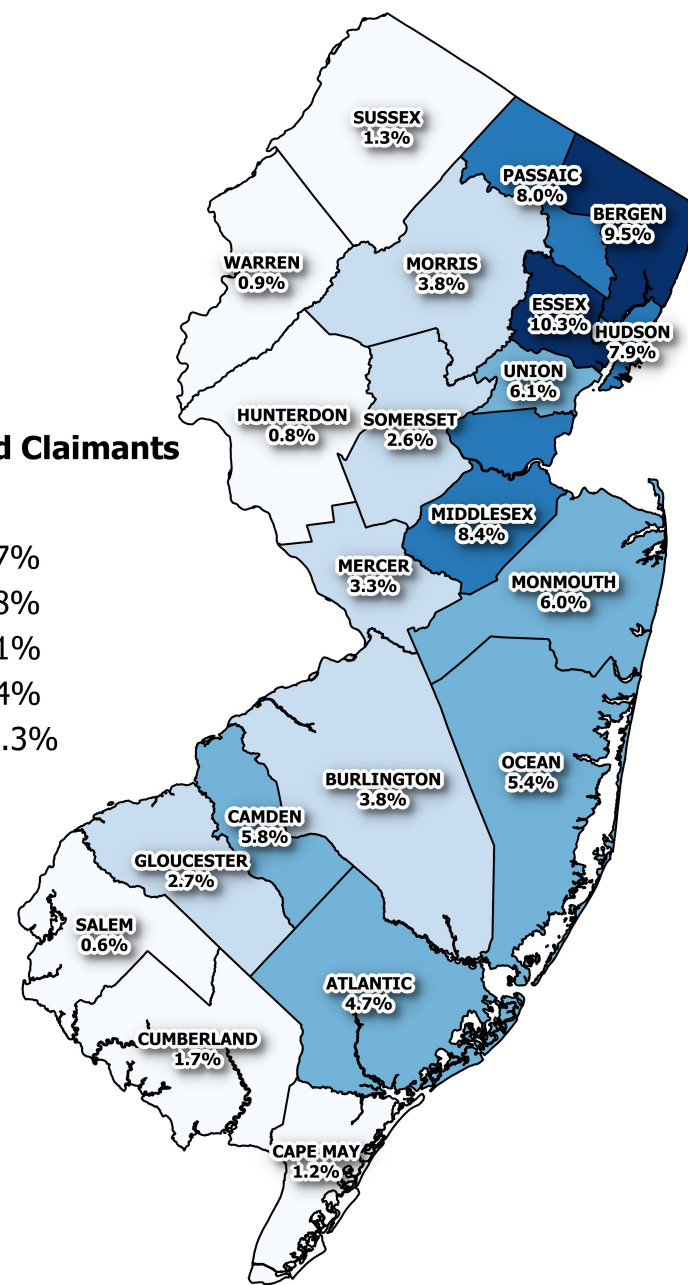 SUSSEX
1.3%
PASSAIC
8.0%
BERGEN
9.5%
WARREN
0.9%
MORRIS
3.8%
ESSEX
10.3%
HUDSON
7.9%
UNION
6.1%
HUNTERDON
0.8%
SOMERSET
2.6%
d Claimants
MIDDLESEX
8.4%
7%
MERCER
3.3%
MONMOUTH
6.0%
8%
1%
4%
.3%
OCEAN
5.4%
BURLINGTON
3.8%
CAMDEN
5.8%
GLOUCESTER
2.7%
SALEM
0.6%
ATLANTIC
4.7%
CUMBERLAND
1.7%
CAPE MAY
1.2%